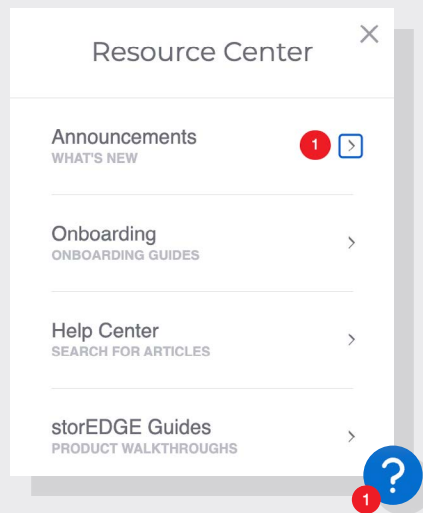 Resource Center
Announcements
1
WHAT'S NEW
Onboarding
ONBOARDING GUIDES
Help Center
SEARCH FOR ARTICLES
storEDGE Guides
PRODUCT WALKTHROUGHS
?
1